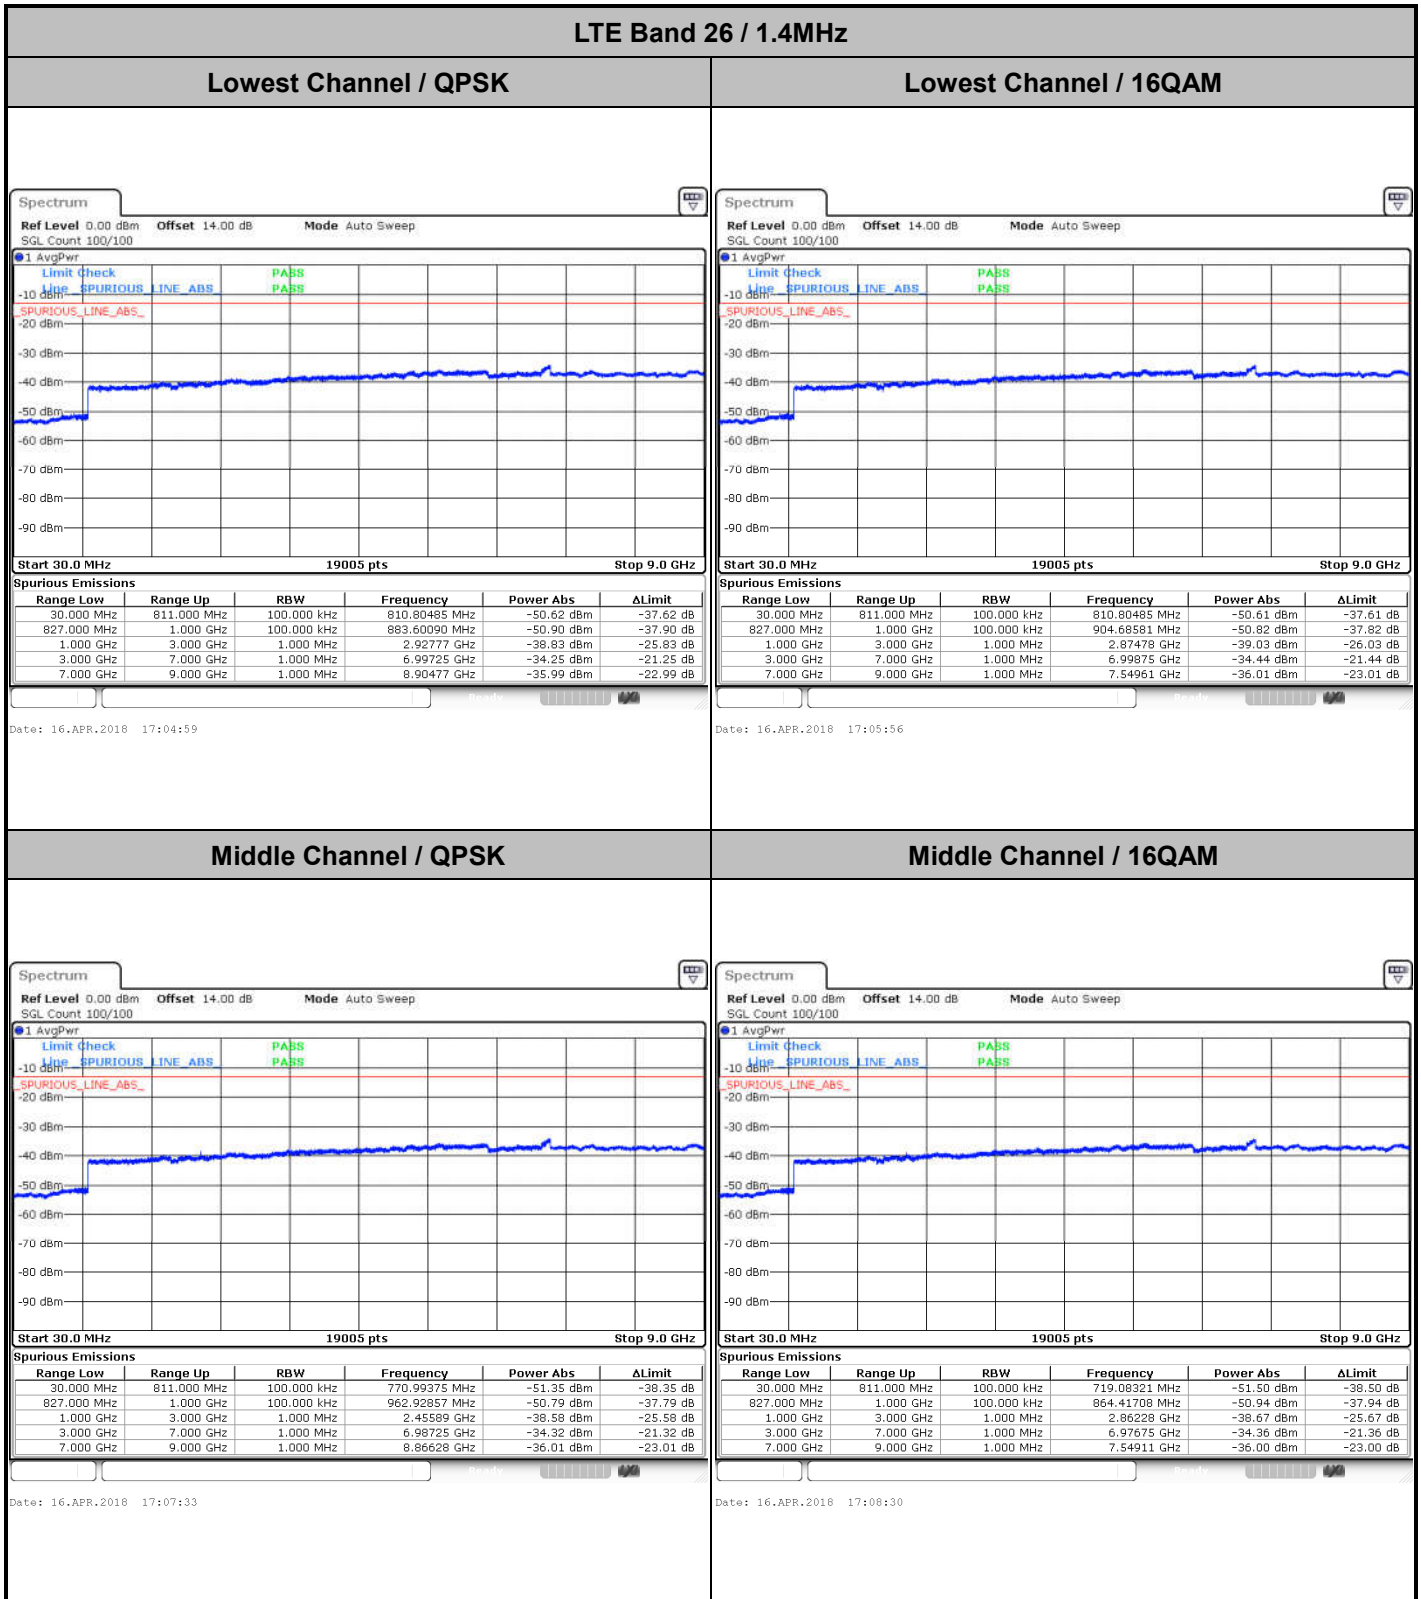 LTE Band 26 / 1.4MHz
Lowest Channel / QPSK
Lowest Channel / 16QAM
Spectrum
Ref Level 0.00 dBm Offset 14.00 dB Mode Auto Sweep
SGL Count 100/100
1 AvgPwr
Limit Check PASS
Line _SPURIOUS_LINE_ABS_ PASS
-10 dBm
_SPURIOUS_LINE_ABS_
-20 dBm
-30 dBm
-40 dBm
-50 dBm
-60 dBm
-70 dBm
-80 dBm
-90 dBm
Start 30.0 MHz 19005 pts Stop 9.0 GHz
Spurious Emissions
Range Low Range Up RBW Frequency Power Abs ΔLimit
30.000 MHz 811.000 MHz 100.000 kHz 810.80485 MHz -50.62 dBm -37.62 dB
827.000 MHz 1.000 GHz 100.000 kHz 883.60090 MHz -50.90 dBm -37.90 dB
1.000 GHz 3.000 GHz 1.000 MHz 2.92777 GHz -38.83 dBm -25.83 dB
3.000 GHz 7.000 GHz 1.000 MHz 6.99725 GHz -34.25 dBm -21.25 dB
7.000 GHz 9.000 GHz 1.000 MHz 8.90477 GHz -35.99 dBm -22.99 dB
Ready
Date: 16.APR.2018 17:04:59
Spectrum
Ref Level 0.00 dBm Offset 14.00 dB Mode Auto Sweep
SGL Count 100/100
1 AvgPwr
Limit Check PASS
Line _SPURIOUS_LINE_ABS_ PASS
-10 dBm
_SPURIOUS_LINE_ABS_
-20 dBm
-30 dBm
-40 dBm
-50 dBm
-60 dBm
-70 dBm
-80 dBm
-90 dBm
Start 30.0 MHz 19005 pts Stop 9.0 GHz
Spurious Emissions
Range Low Range Up RBW Frequency Power Abs ΔLimit
30.000 MHz 811.000 MHz 100.000 kHz 810.80485 MHz -50.61 dBm -37.61 dB
827.000 MHz 1.000 GHz 100.000 kHz 904.68581 MHz -50.82 dBm -37.82 dB
1.000 GHz 3.000 GHz 1.000 MHz 2.87478 GHz -39.03 dBm -26.03 dB
3.000 GHz 7.000 GHz 1.000 MHz 6.99875 GHz -34.44 dBm -21.44 dB
7.000 GHz 9.000 GHz 1.000 MHz 7.54961 GHz -36.01 dBm -23.01 dB
Ready
Date: 16.APR.2018 17:05:56
Middle Channel / QPSK
Middle Channel / 16QAM
Spectrum
Ref Level 0.00 dBm Offset 14.00 dB Mode Auto Sweep
SGL Count 100/100
1 AvgPwr
Limit Check PASS
Line _SPURIOUS_LINE_ABS_ PASS
-10 dBm
_SPURIOUS_LINE_ABS_
-20 dBm
-30 dBm
-40 dBm
-50 dBm
-60 dBm
-70 dBm
-80 dBm
-90 dBm
Start 30.0 MHz 19005 pts Stop 9.0 GHz
Spurious Emissions
Range Low Range Up RBW Frequency Power Abs ΔLimit
30.000 MHz 811.000 MHz 100.000 kHz 770.99375 MHz -51.35 dBm -38.35 dB
827.000 MHz 1.000 GHz 100.000 kHz 962.92857 MHz -50.79 dBm -37.79 dB
1.000 GHz 3.000 GHz 1.000 MHz 2.45589 GHz -38.58 dBm -25.58 dB
3.000 GHz 7.000 GHz 1.000 MHz 6.98725 GHz -34.32 dBm -21.32 dB
7.000 GHz 9.000 GHz 1.000 MHz 8.86628 GHz -36.01 dBm -23.01 dB
Ready
Date: 16.APR.2018 17:07:33
Spectrum
Ref Level 0.00 dBm Offset 14.00 dB Mode Auto Sweep
SGL Count 100/100
1 AvgPwr
Limit Check PASS
Line _SPURIOUS_LINE_ABS_ PASS
-10 dBm
_SPURIOUS_LINE_ABS_
-20 dBm
-30 dBm
-40 dBm
-50 dBm
-60 dBm
-70 dBm
-80 dBm
-90 dBm
Start 30.0 MHz 19005 pts Stop 9.0 GHz
Spurious Emissions
Range Low Range Up RBW Frequency Power Abs ΔLimit
30.000 MHz 811.000 MHz 100.000 kHz 719.08321 MHz -51.50 dBm -38.50 dB
827.000 MHz 1.000 GHz 100.000 kHz 864.41708 MHz -50.94 dBm -37.94 dB
1.000 GHz 3.000 GHz 1.000 MHz 2.86228 GHz -38.67 dBm -25.67 dB
3.000 GHz 7.000 GHz 1.000 MHz 6.97675 GHz -34.36 dBm -21.36 dB
7.000 GHz 9.000 GHz 1.000 MHz 7.54911 GHz -36.00 dBm -23.00 dB
Ready
Date: 16.APR.2018 17:08:30